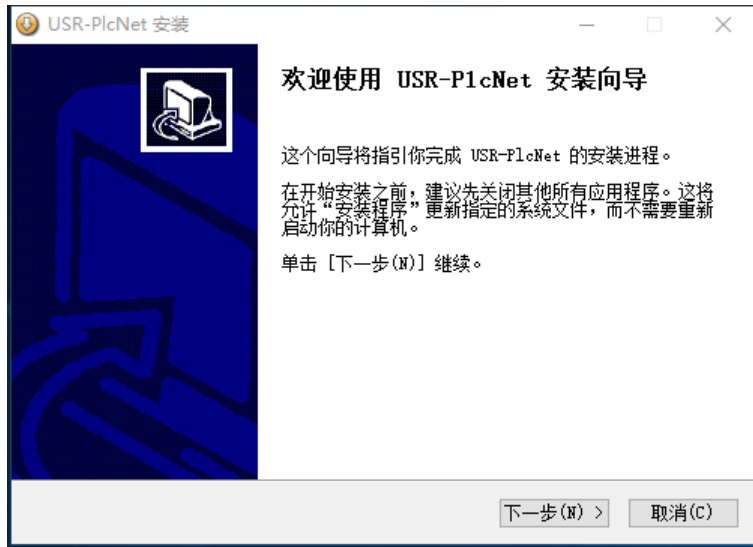 USR-PlcNet 安装
欢迎使用 USR-PlcNet 安装向导
这个向导将指引你完成 USR-PlcNet 的安装进程。
在开始安装之前，建议先关闭其他所有应用程序。这将
允许“安装程序”更新指定的系统文件，而不需要重新
启动你的计算机。
单击 [下一步(N)] 继续。
下一步(N) >
取消(C)